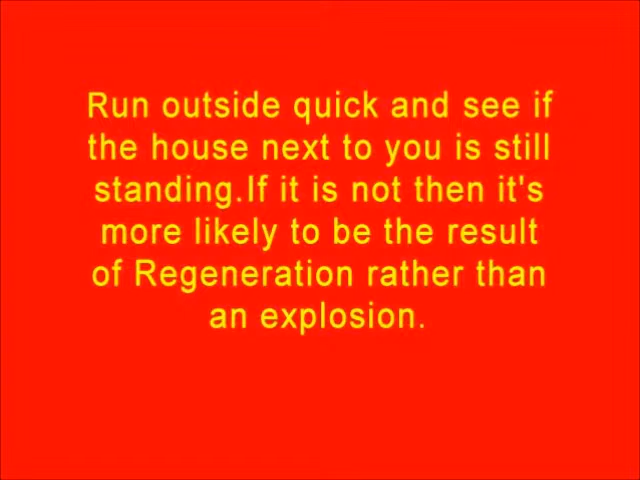 Run outside quick and see if
the house next to you is still
standing.If it is not then it's
more likely to be the result
of Regeneration rather than
an explosion.